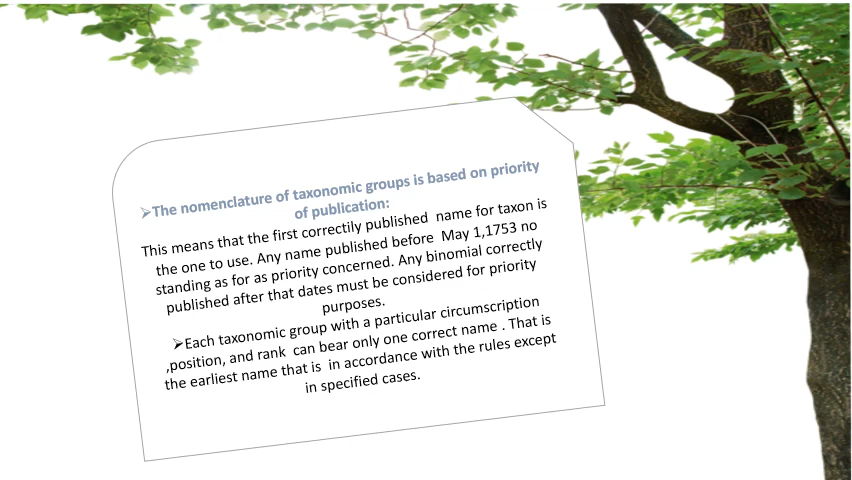 ➢The nomenclature of taxonomic groups is based on priority
of publication:
This means that the first correctily published name for taxon is
the one to use. Any name published before May 1,1753 no
standing as for as priority concerned. Any binomial correctly
published after that dates must be considered for priority
purposes.
➢Each taxonomic group with a particular circumscription
,position, and rank can bear only one correct name . That is
the earliest name that is in accordance with the rules except
in specified cases.